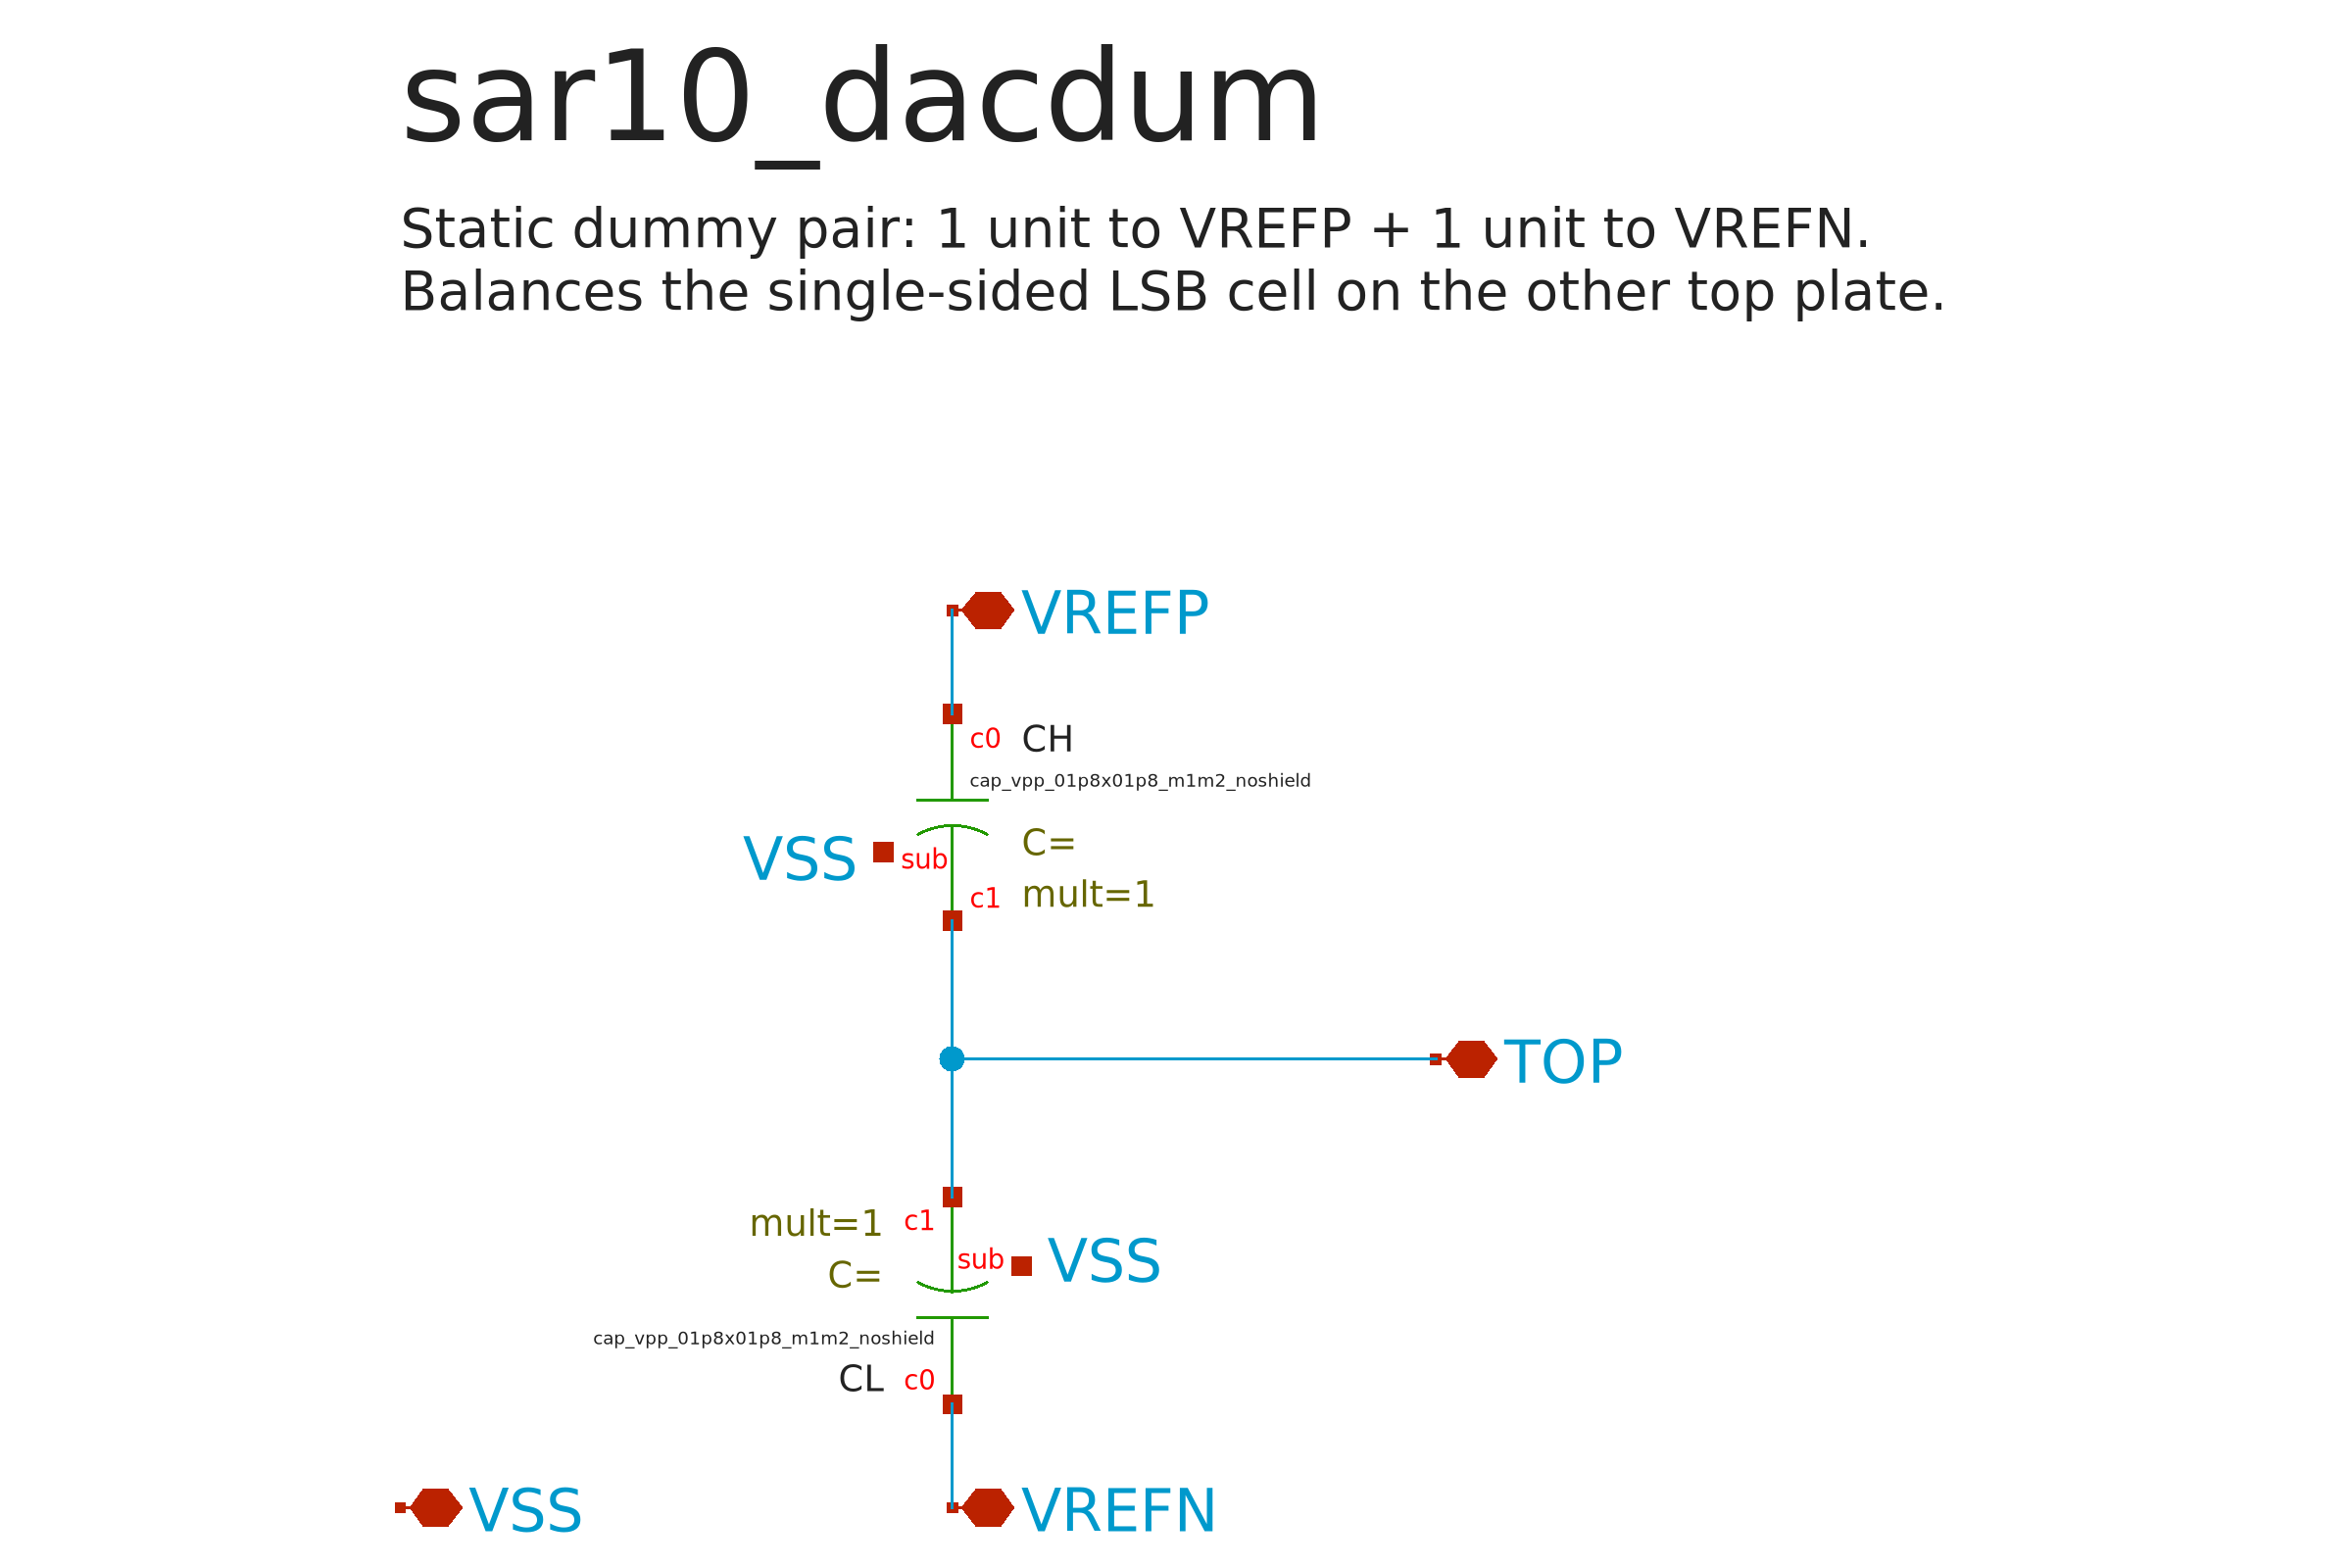 sar10_dacdum
Static dummy pair: 1 unit to VREFP + 1 unit to VREFN.
Balances the single-sided LSB cell on the other top plate.
VREFP
c0 CH
cap_vpp_01p8x01p8_m1m2_noshield
C=
VSS sub
c1 mult=1
TOP
mult=1 c1
sub VSS
C=
cap_vpp_01p8x01p8_m1m2_noshield
CL c0
VSS VREFN